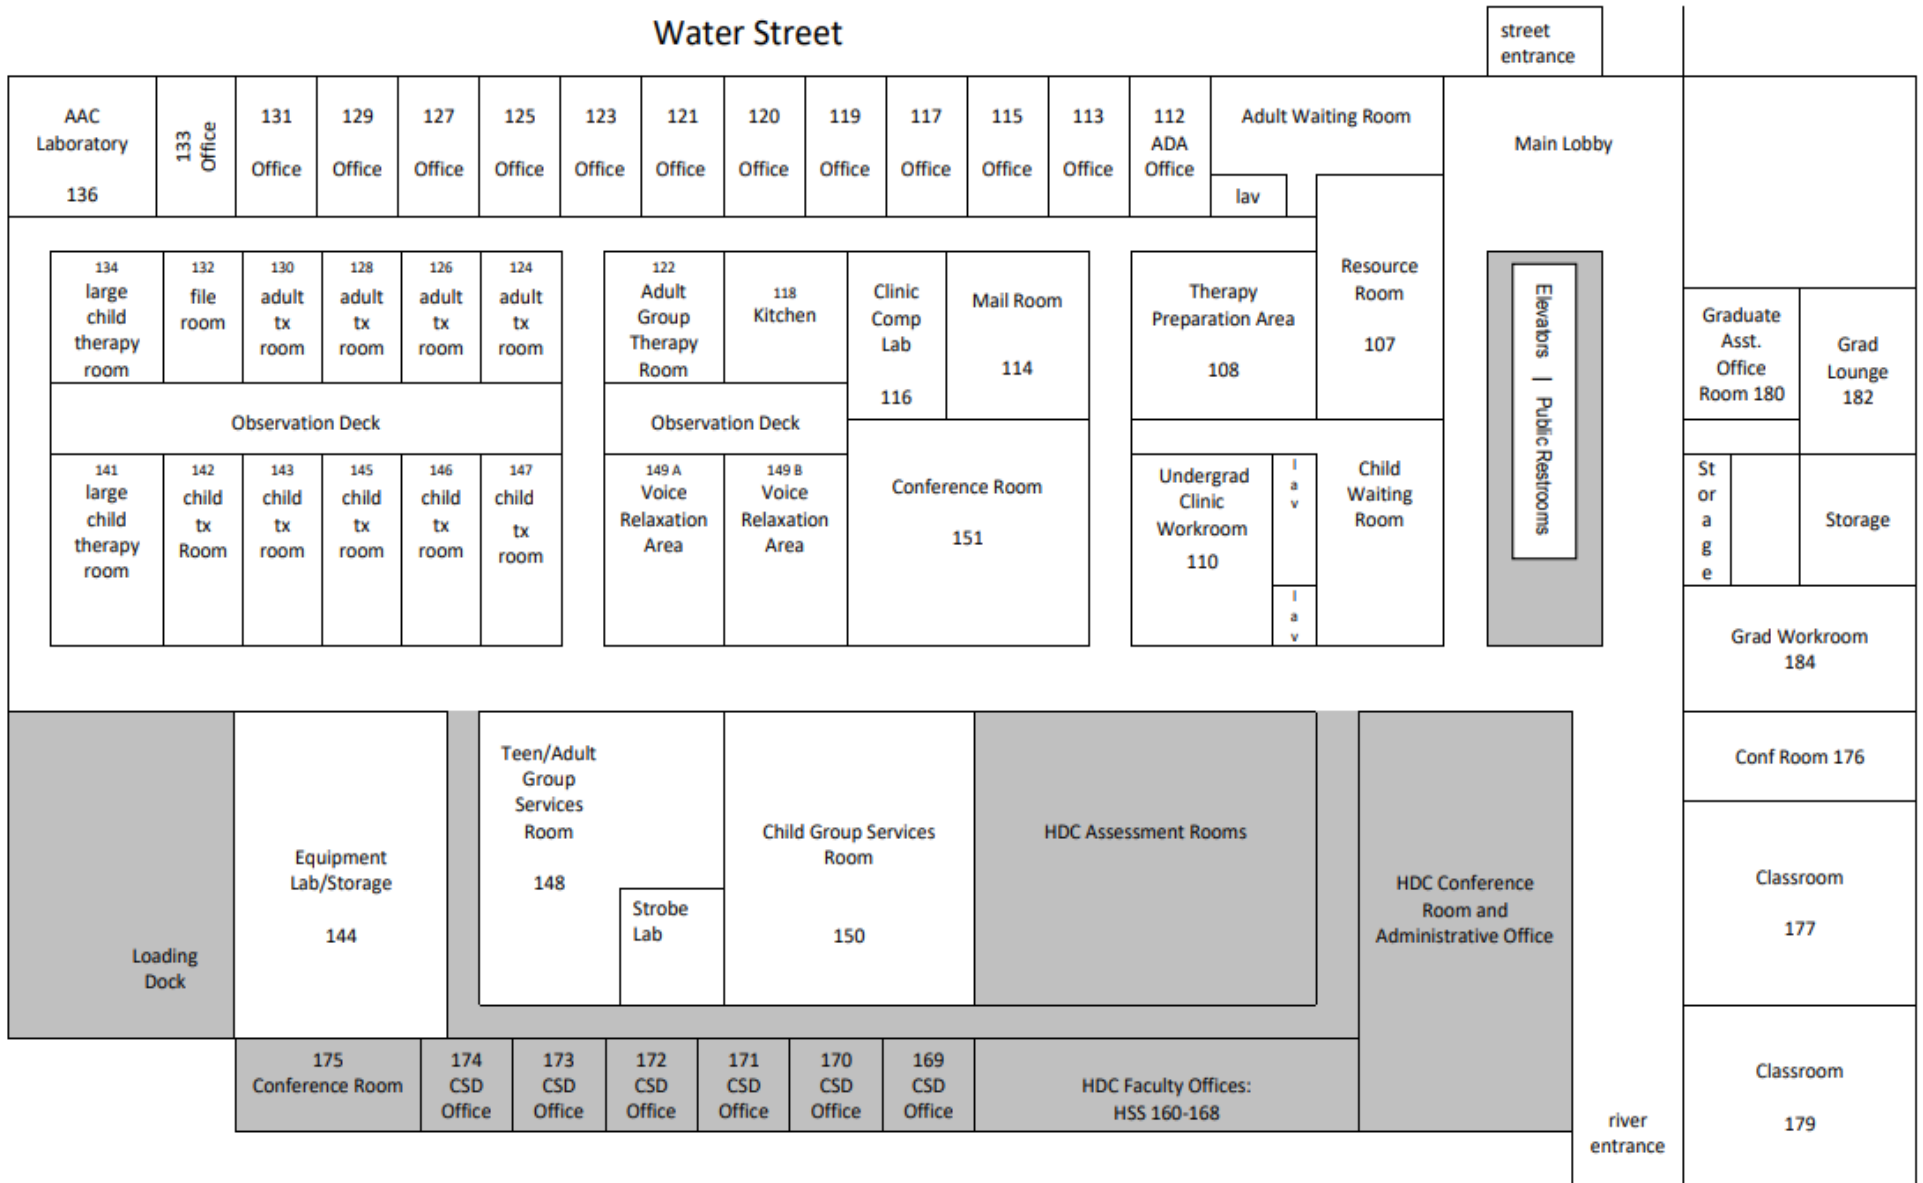 Water Street
street
entrance
AAC
Laboratory
136
133
Office
131
Office
129
Office
127
Office
125
Office
123
Office
121
Office
120
Office
119
Office
117
Office
115
Office
113
Office
112
ADA
Office
Adult Waiting Room
lav
Main Lobby
134
large
child
therapy
room
132
file
room
130
adult
tx
room
128
adult
tx
room
126
adult
tx
room
124
adult
tx
room
Observation Deck
141
large
child
therapy
room
142
child
tx
Room
143
child
tx
room
145
child
tx
room
146
child
tx
room
147
child
tx
room
122
Adult
Group
Therapy
Room
118
Kitchen
Observation Deck
149 A
Voice
Relaxation
Area
149 B
Voice
Relaxation
Area
Clinic
Comp
Lab
116
Mail Room
114
Conference Room
151
Therapy
Preparation Area
108
Resource
Room
107
Undergrad
Clinic
Workroom
110
l
a
v
l
a
v
Child
Waiting
Room
Elevators | Public Restrooms
Graduate
Asst.
Office
Room 180
Grad
Lounge
182
St
or
a
g
e
Storage
Grad Workroom
184
Conf Room 176
Classroom
177
Classroom
179
Loading
Dock
Equipment
Lab/Storage
144
Teen/Adult
Group
Services
Room
148
Strobe
Lab
Child Group Services
Room
150
HDC Assessment Rooms
HDC Conference
Room and
Administrative Office
175
Conference Room
174
CSD
Office
173
CSD
Office
172
CSD
Office
171
CSD
Office
170
CSD
Office
169
CSD
Office
HDC Faculty Offices:
HSS 160-168
river
entrance